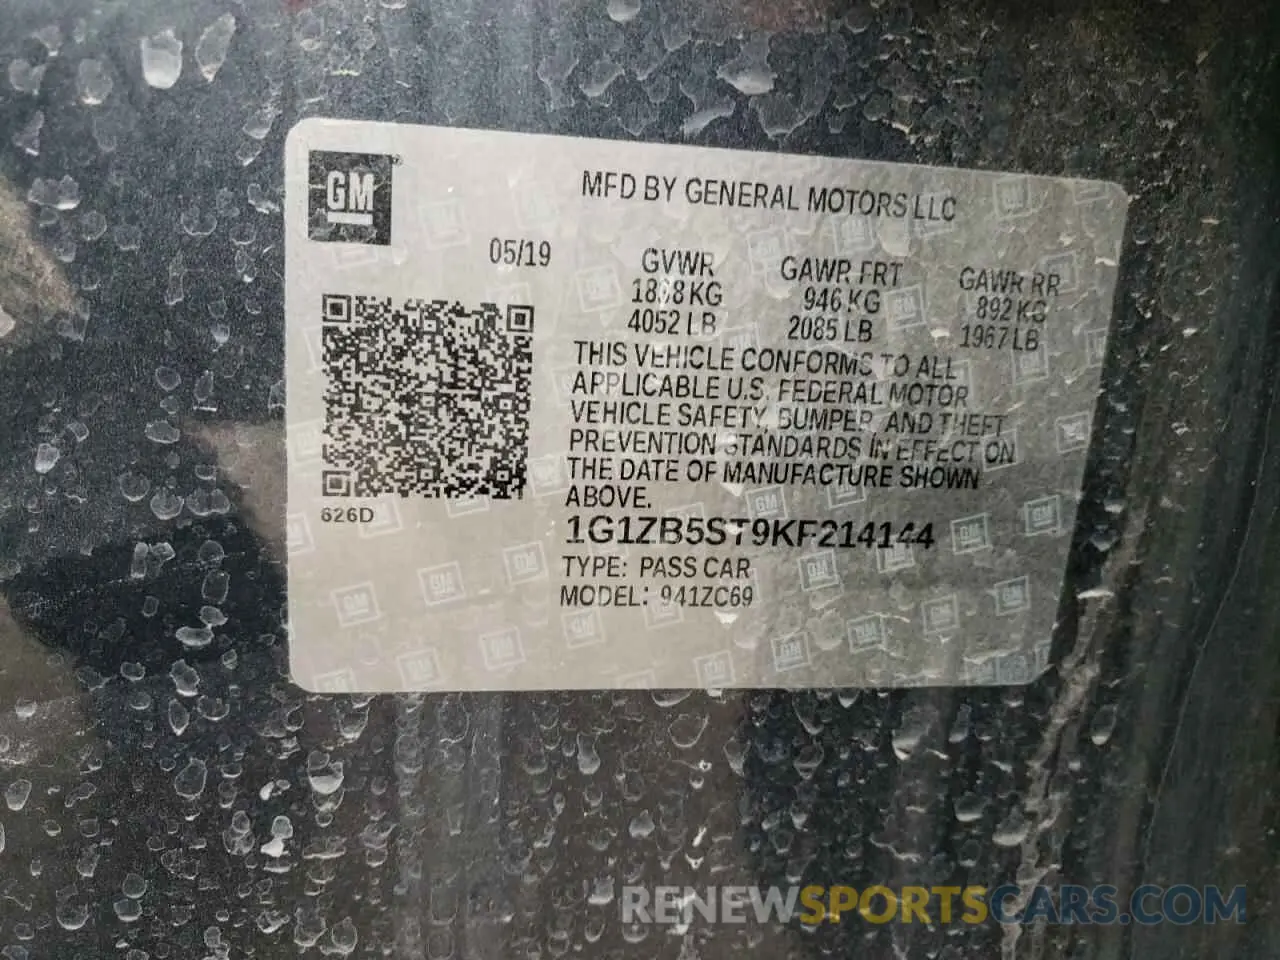 GM
MFD BY GENERAL MOTORS LLC
05/19
GVWR GAWR FRT GAWR RR
1838KG 946 KG 892 KG
4052 LB 2085 LB 1967 LB
THIS VEHICLE CONFORMS TO ALL
APPLICABLE U.S. FEDERAL MOTOR
VEHICLE SAFETY, BUMPER, AND THEFT
PREVENTION STANDARDS IN EFFECT ON
THE DATE OF MANUFACTURE SHOWN
ABOVE.
626D
1G1ZB5ST9KF214144
TYPE: PASS CAR
MODEL: 941ZC69
RENEWSPORTSCARS.COM